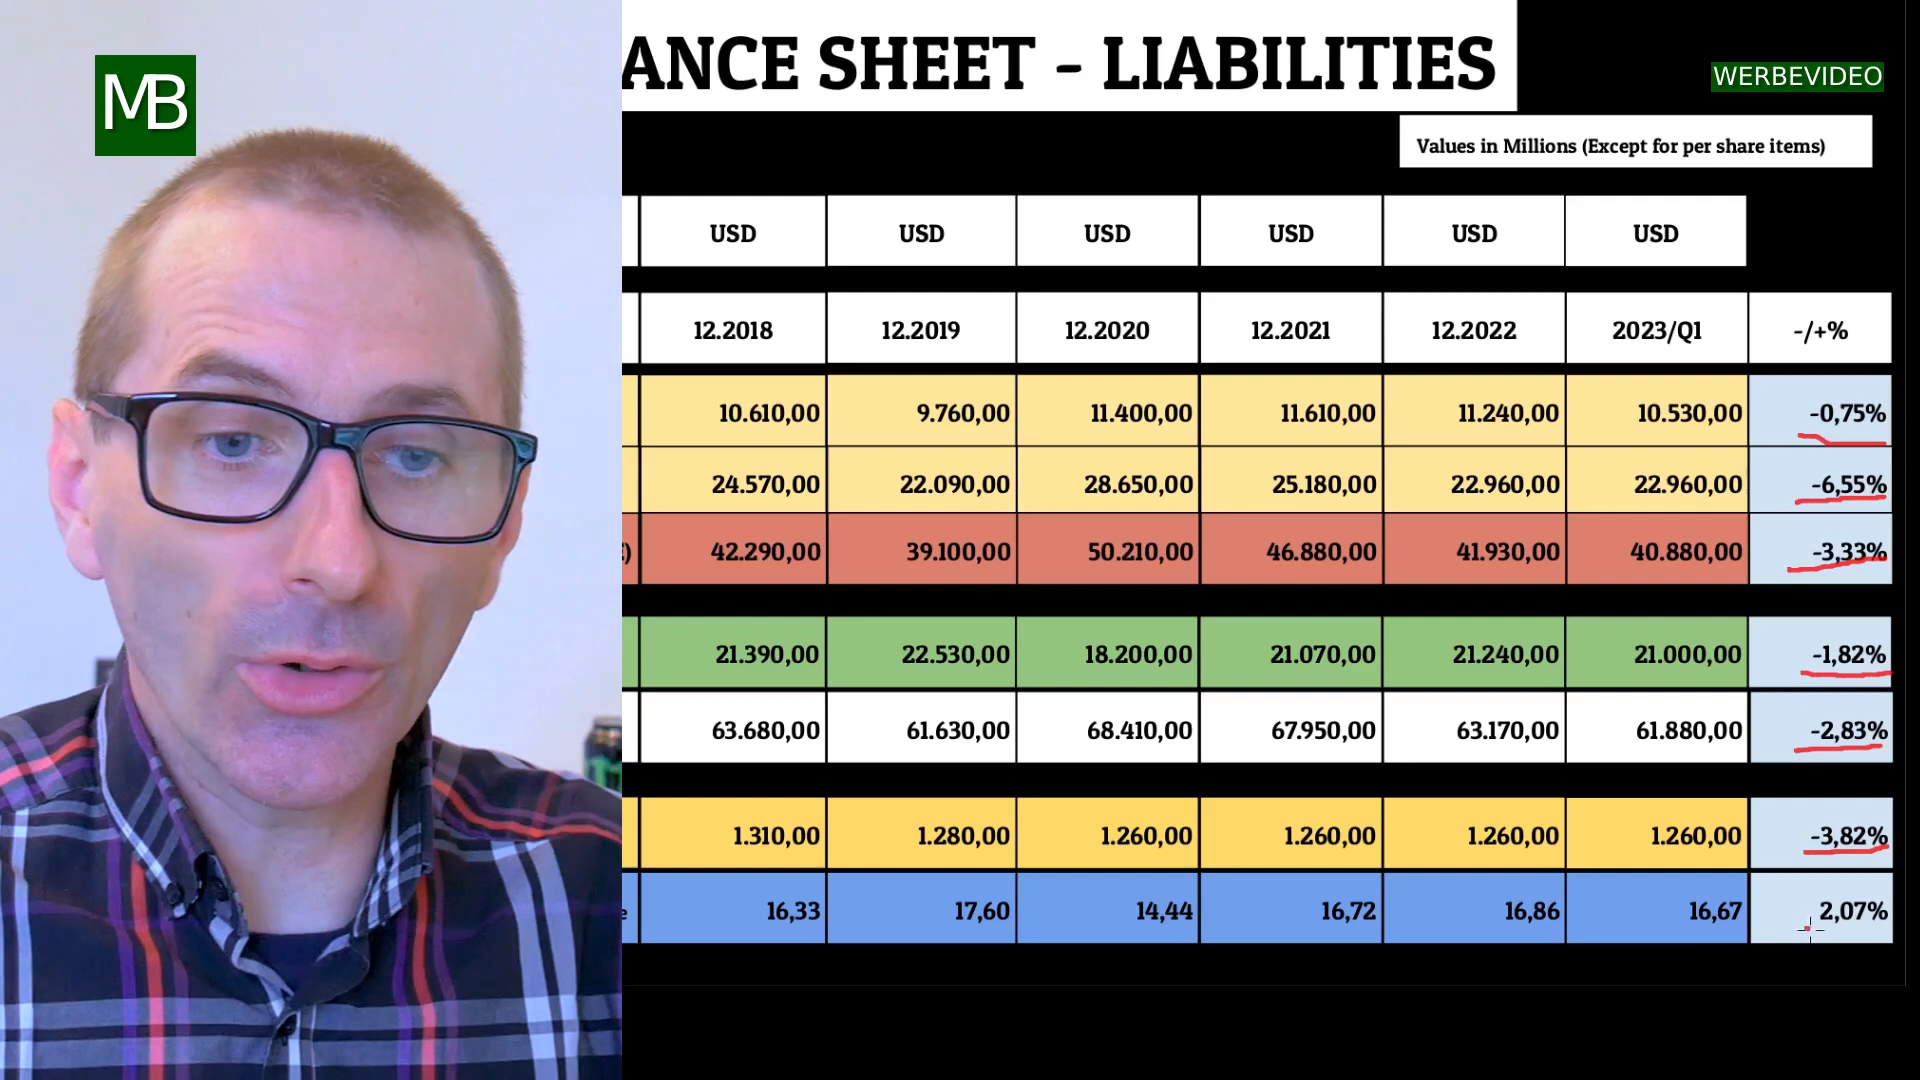 MB
ANCE SHEET - LIABILITIES
WERBEVIDEO
Values in Millions (Except for per share items)
USD USD USD USD USD USD
12.2018 12.2019 12.2020 12.2021 12.2022 2023/Q1 -/+%
10.610,00 9.760,00 11.400,00 11.610,00 11.240,00 10.530,00 -0,75%
24.570,00 22.090,00 28.650,00 25.180,00 22.960,00 22.960,00 -6,55%
42.290,00 39.100,00 50.210,00 46.880,00 41.930,00 40.880,00 -3,33%
21.390,00 22.530,00 18.200,00 21.070,00 21.240,00 21.000,00 -1,82%
63.680,00 61.630,00 68.410,00 67.950,00 63.170,00 61.880,00 -2,83%
1.310,00 1.280,00 1.260,00 1.260,00 1.260,00 1.260,00 -3,82%
16,33 17,60 14,44 16,72 16,86 16,67 2,07%